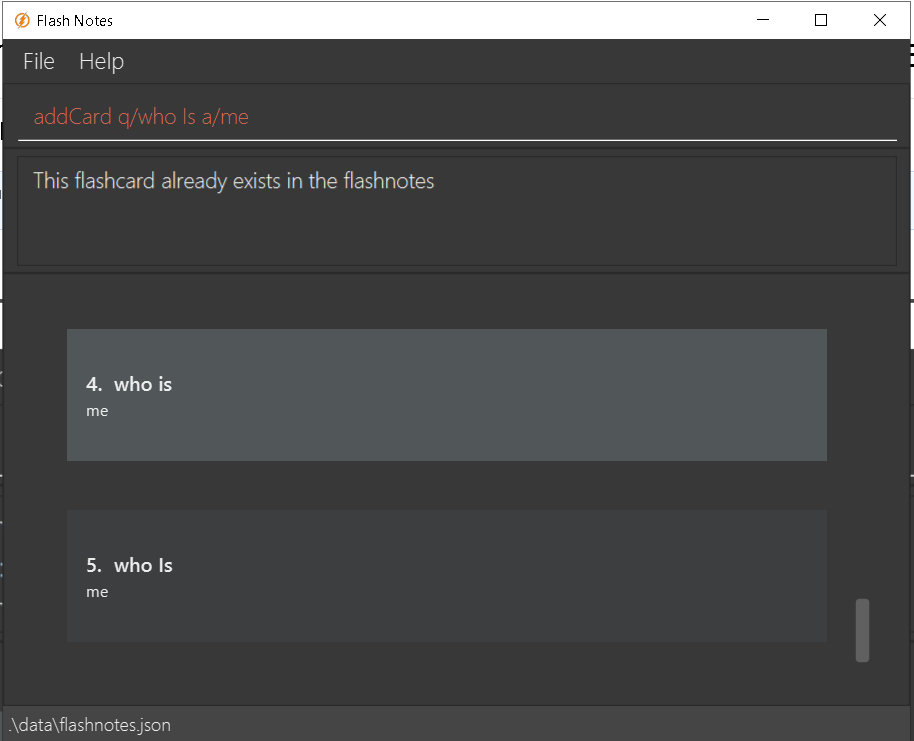 Flash Notes
File Help
addCard q/who Is a/me
This flashcard already exists in the flashnotes
4. who is
me
5. who Is
me
.\data\flashnotes.json